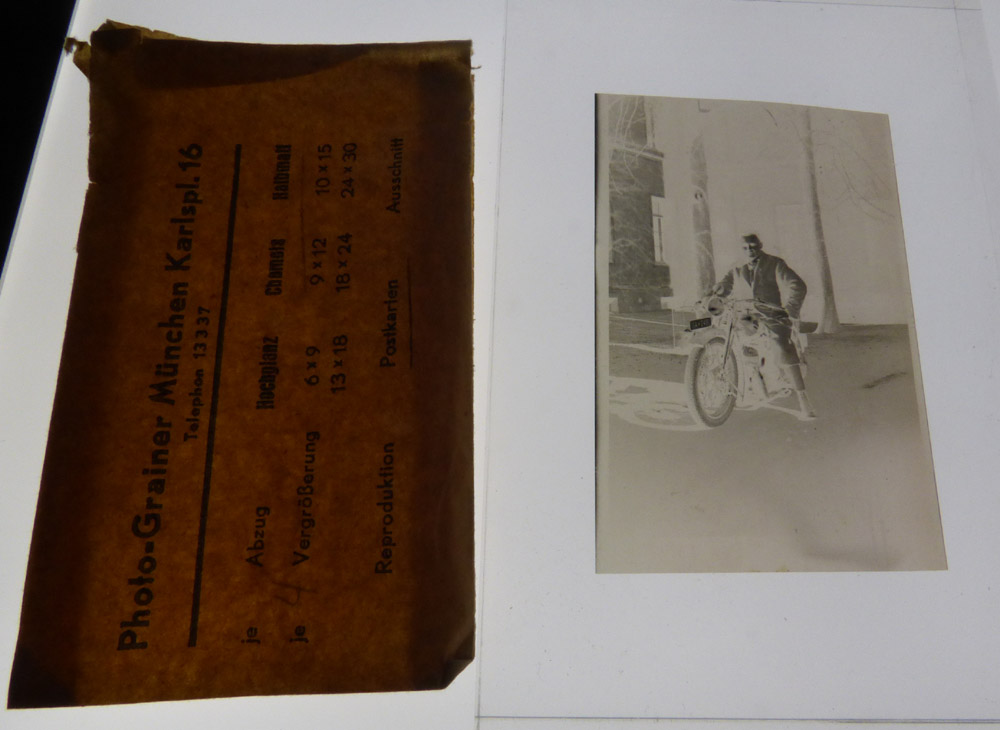 Photo-Grainer München Karlspl. 16
Telephon 13337
je Abzug Hochglanz Chamois Halbmatt
je 4 Vergrößerung 6 x 9 9 x 12 10 x 15
13 x 18 18 x 24 24 x 30
Reproduktion Postkarten Ausschnitt